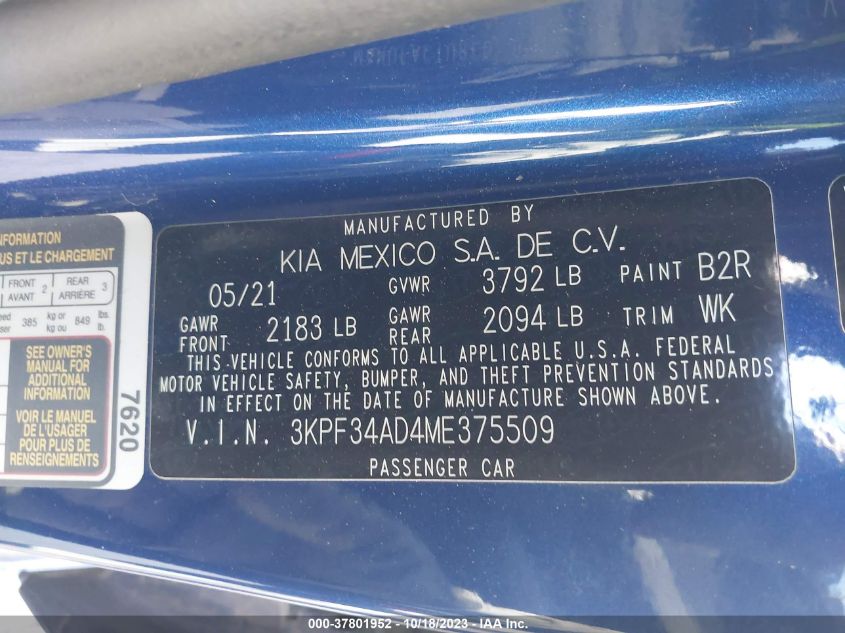 NFORMATION
US ET LE CHARGEMENT
FRONT 2 REAR 3
AVANT ARRIÈRE
385 kg or 849 lbs.
kg ou lb.
SEE OWNER'S
MANUAL FOR
ADDITIONAL
INFORMATION
VOIR LE MANUEL
DE L'USAGER
POUR PLUS DE
RENSEIGNEMENTS
7620
MANUFACTURED BY
KIA MEXICO S.A. DE C.V.
05/21 GVWR 3792 LB PAINT B2R
GAWR FRONT 2183 LB GAWR REAR 2094 LB TRIM WK
THIS VEHICLE CONFORMS TO ALL APPLICABLE U.S.A. FEDERAL
MOTOR VEHICLE SAFETY, BUMPER, AND THEFT PREVENTION STANDARDS
IN EFFECT ON THE DATE OF MANUFACTURE SHOWN ABOVE.
V.I.N. 3KPF34AD4ME375509
PASSENGER CAR
000-37801952 - 10/18/2023 - IAA Inc.